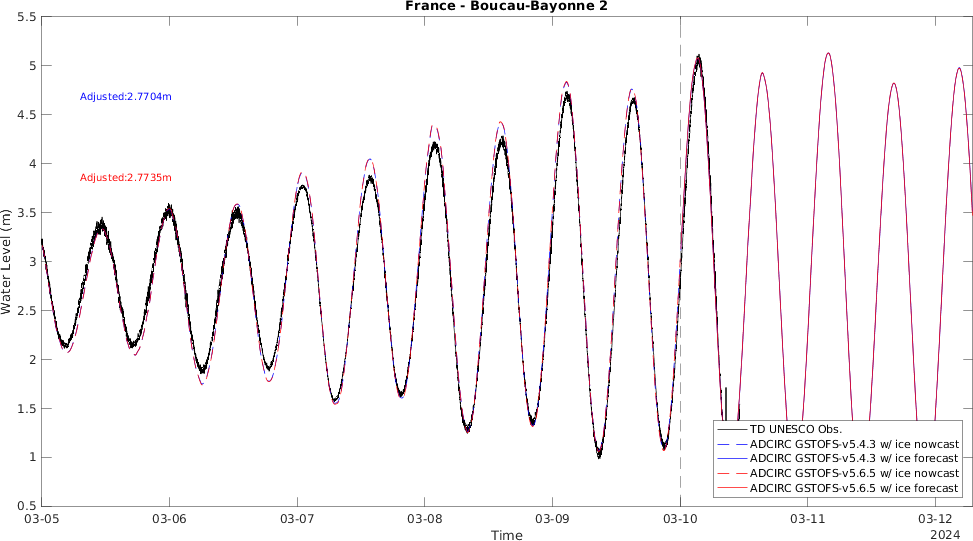 France - Boucau-Bayonne 2
5.5
5
4.5
4
3.5
3
2.5
2
1.5
1
0.5
Water Level (m)
Adjusted:2.7704m
Adjusted:2.7735m
TD UNESCO Obs.
ADCIRC GSTOFS-v5.4.3 w/ ice nowcast
ADCIRC GSTOFS-v5.4.3 w/ ice forecast
ADCIRC GSTOFS-v5.6.5 w/ ice nowcast
ADCIRC GSTOFS-v5.6.5 w/ ice forecast
03-05 03-06 03-07 03-08 03-09 03-10 03-11 03-12
Time
2024